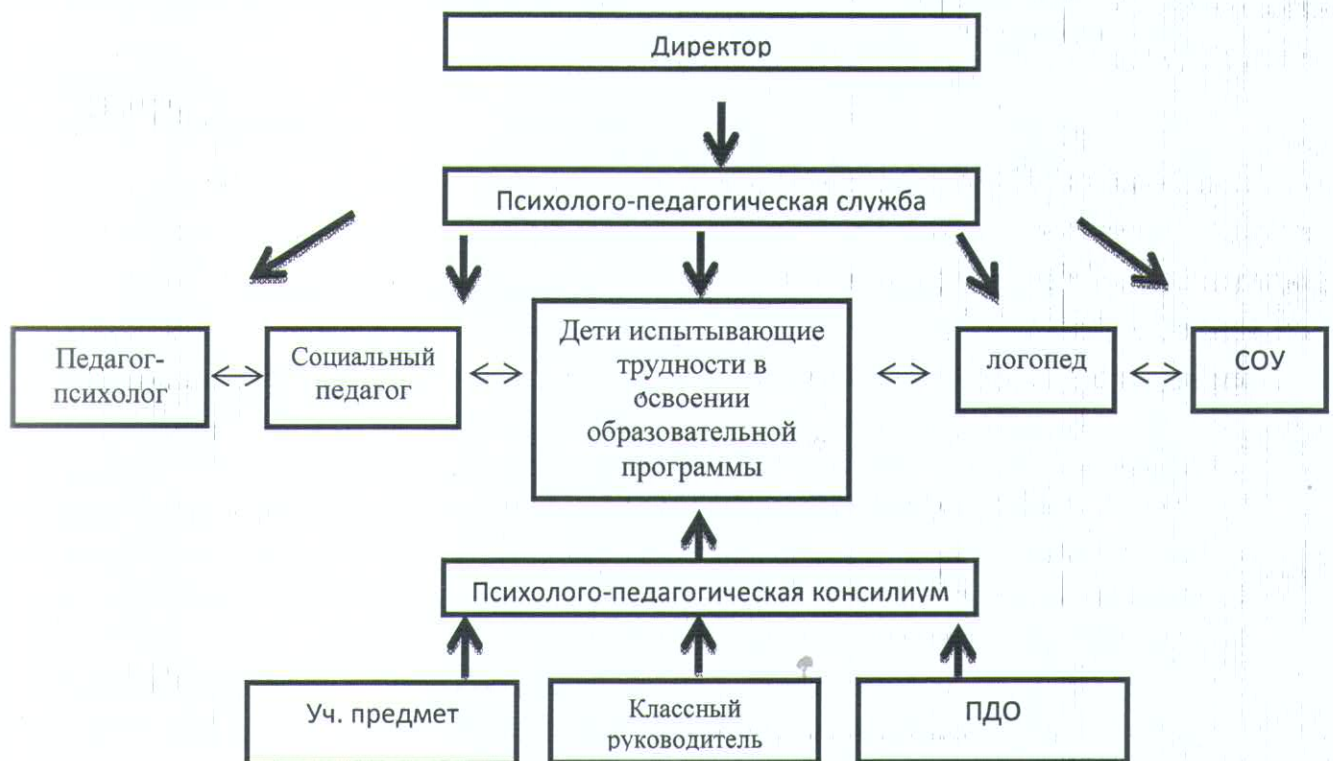 Директор
Психолого-педагогическая служба
Педагог-
психолог
Социальный
педагог
Дети испытывающие
трудности в
освоении
образовательной
программы
логопед
СОУ
Психолого-педагогическая консилиум
Уч. предмет
Классный
руководитель
ПДО